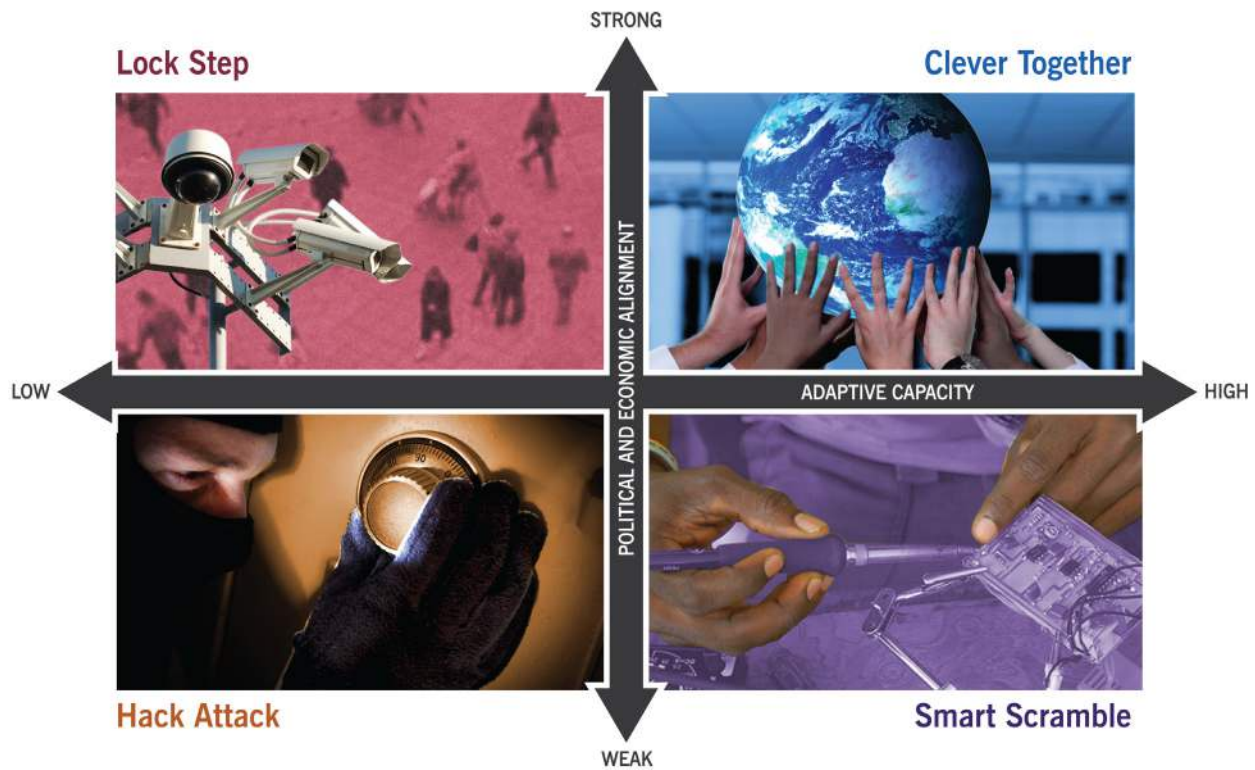 STRONG
Lock Step
Clever Together
POLITICAL AND ECONOMIC ALIGNMENT
LOW
ADAPTIVE CAPACITY
HIGH
Hack Attack
Smart Scramble
WEAK